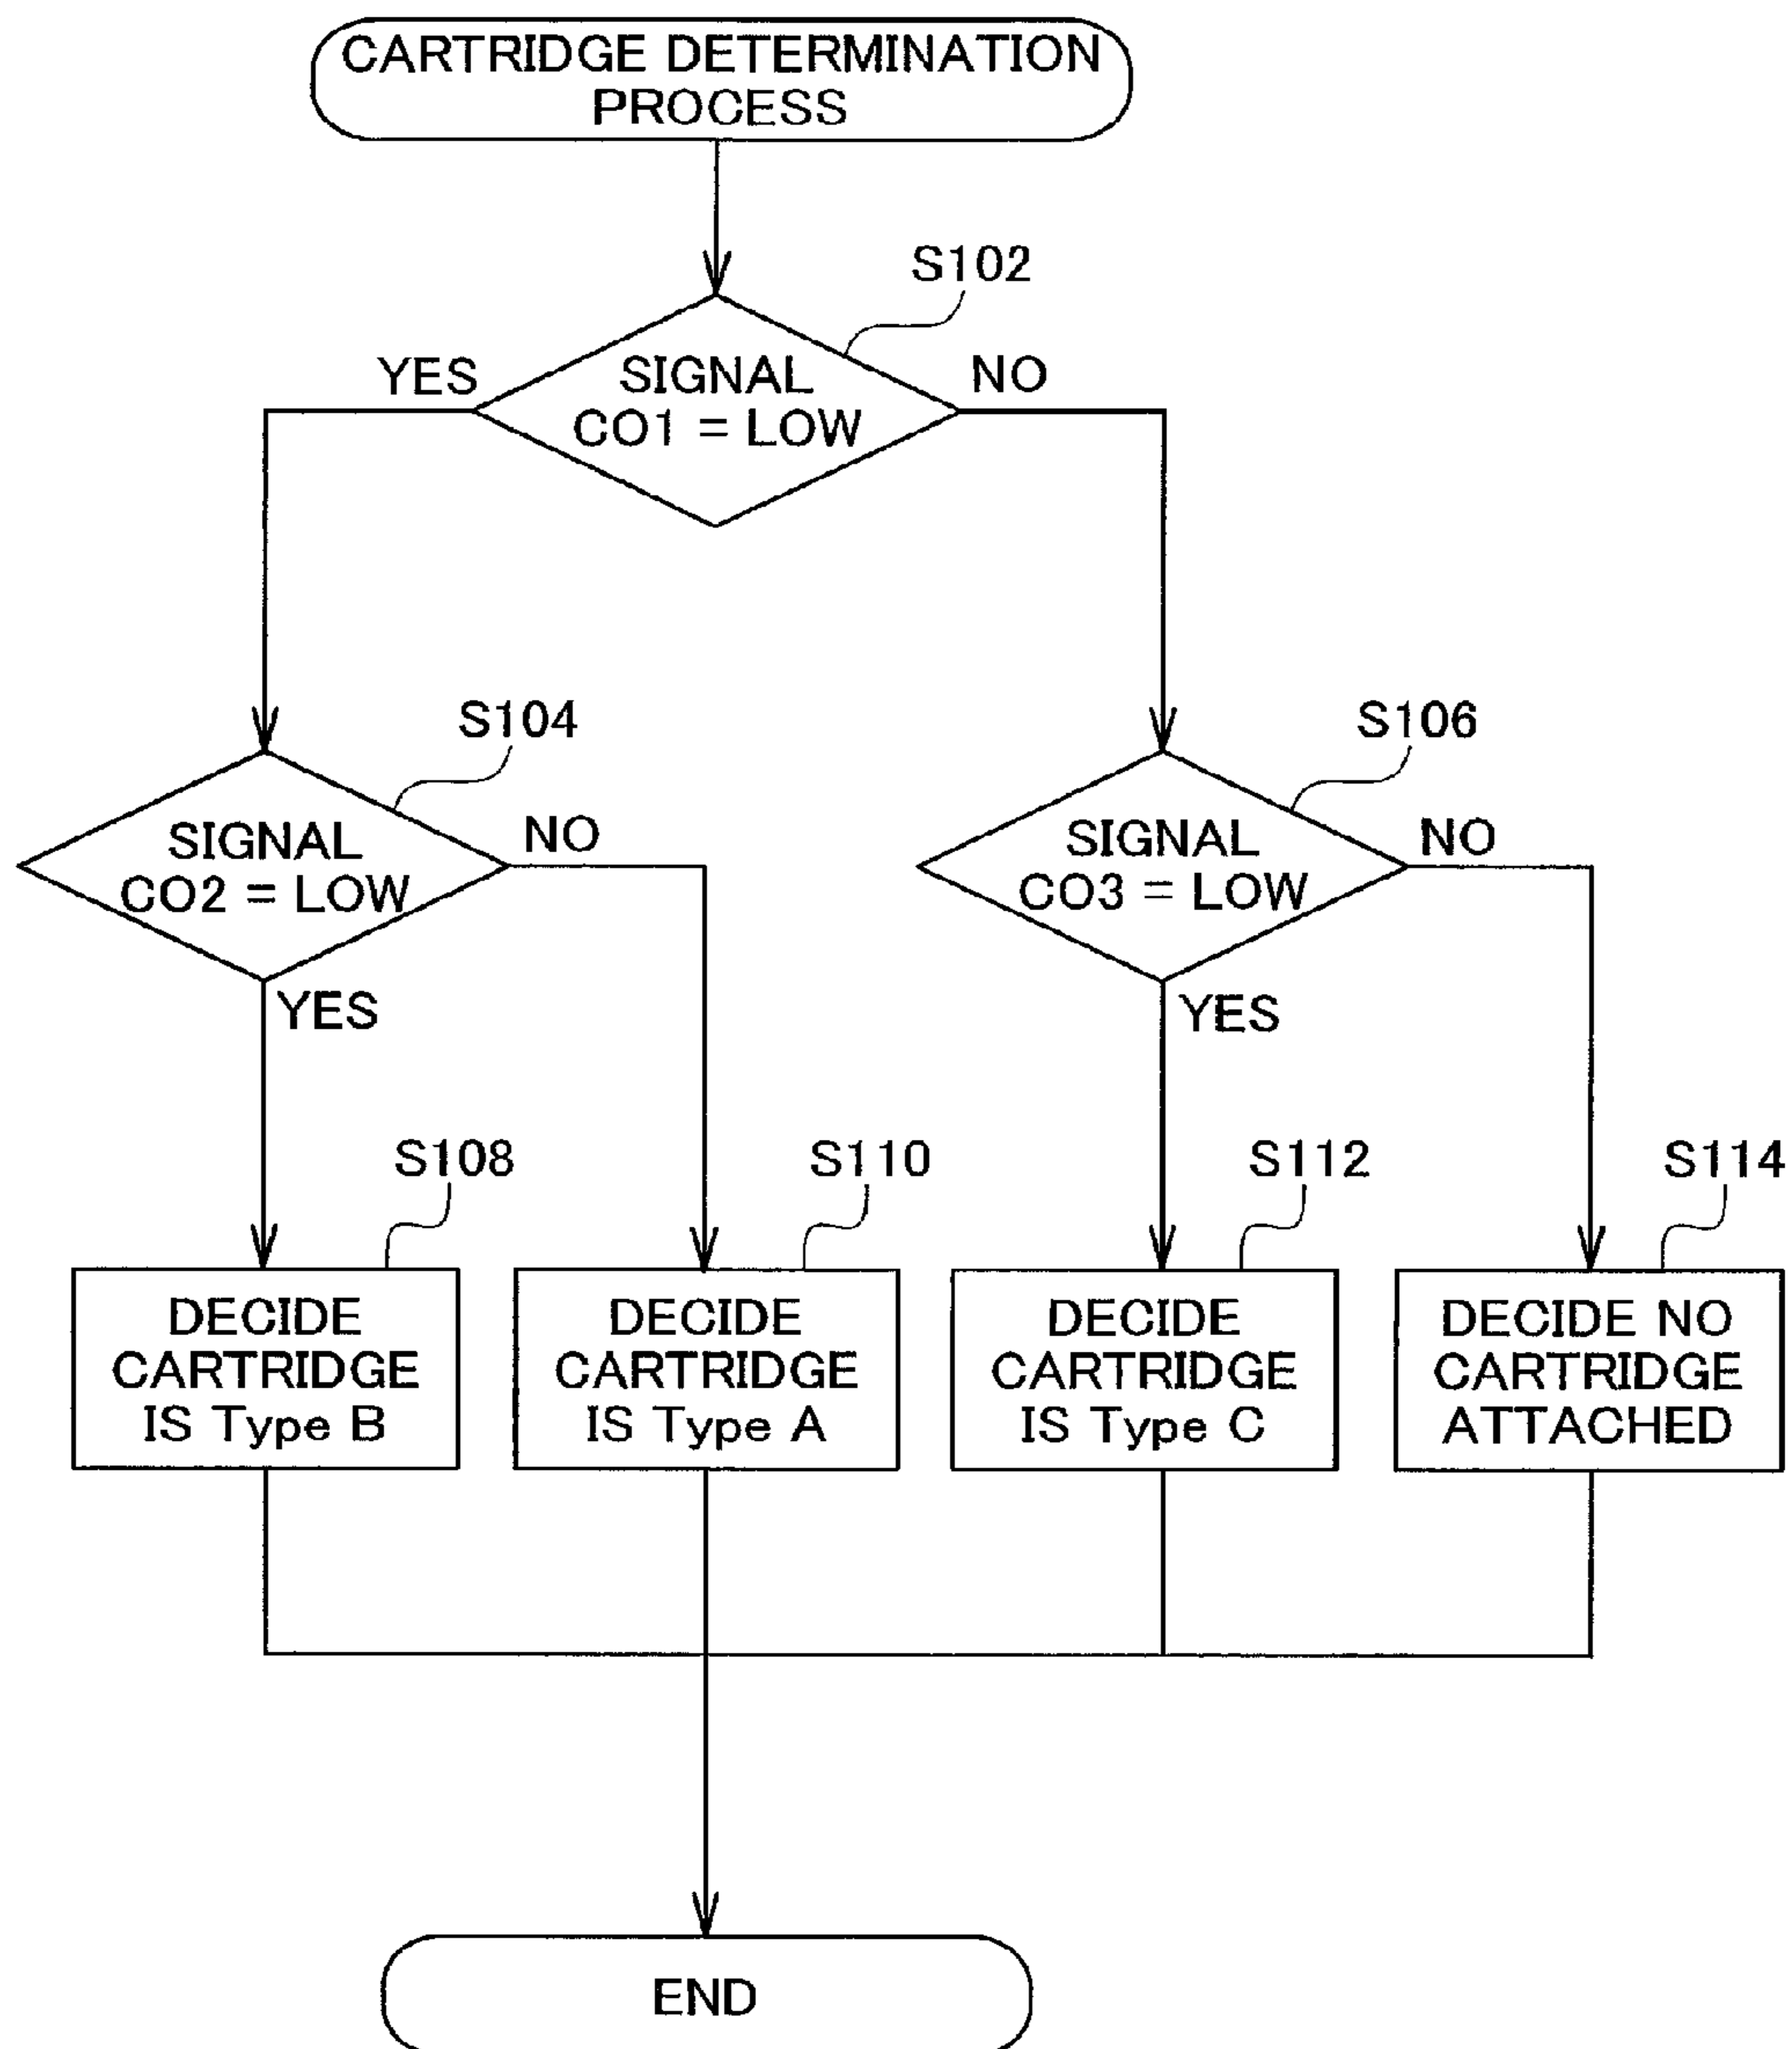 CARTRIDGE DETERMINATION
PROCESS
S102
YES
SIGNAL
CO1 = LOW
NO
S104
SIGNAL
CO2 = LOW
NO
YES
S106
SIGNAL
CO3 = LOW
NO
YES
S108
DECIDE
CARTRIDGE
IS Type B
S110
DECIDE
CARTRIDGE
IS Type A
S112
DECIDE
CARTRIDGE
IS Type C
S114
DECIDE NO
CARTRIDGE
ATTACHED
END